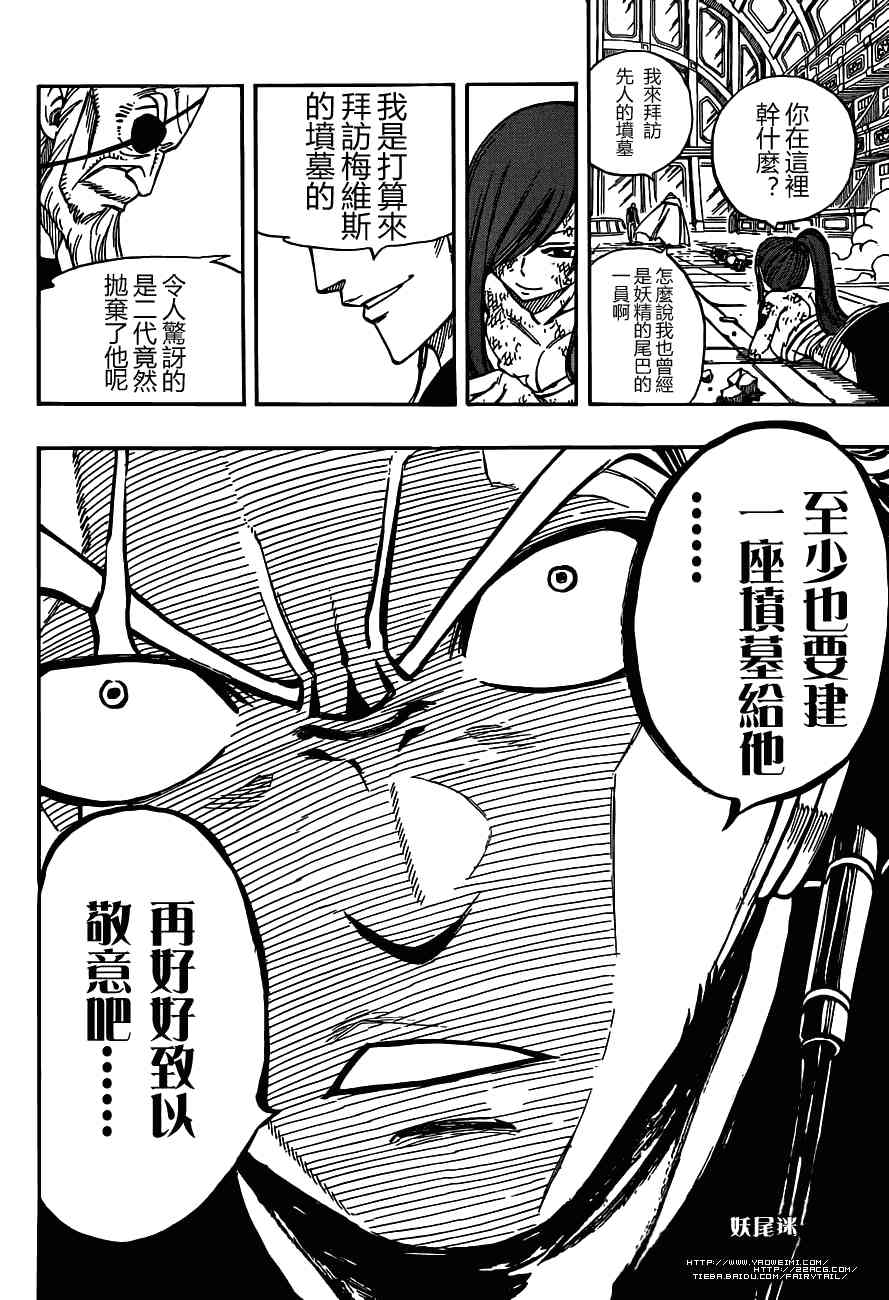 你在這裡
幹什麼?
我來拜訪
先人的墳墓
怎麼說我也曾經
是妖精的尾巴的
一員啊
我是打算來
拜訪梅維斯
的墳墓的
令人驚訝的
是二代竟然
拋棄了他呢
至少也要建
一座墳墓給他
……
再好好致以
敬意吧……
妖尾迷
HTTP://WWW.YAOWEIMI.COM/
HTTP://22ACG.COM/
TIEBA.BAIDU.COM/FAIRYTAIL/